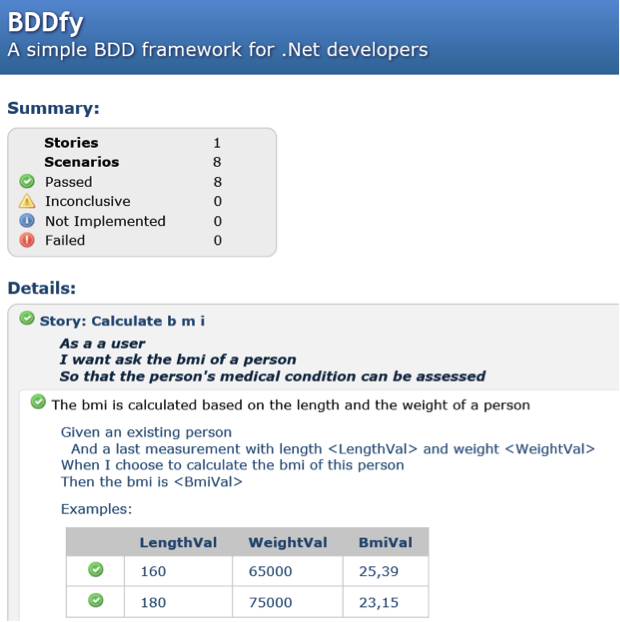 BDDfy
A simple BDD framework for .Net developers
Summary:
Stories 1
Scenarios 8
Passed 8
Inconclusive 0
Not Implemented 0
Failed 0
Details:
Story: Calculate b m i
As a a user
I want ask the bmi of a person
So that the person's medical condition can be assessed
The bmi is calculated based on the length and the weight of a person
Given an existing person
And a last measurement with length <LengthVal> and weight <WeightVal>
When I choose to calculate the bmi of this person
Then the bmi is <BmiVal>
Examples:
LengthVal WeightVal BmiVal
160 65000 25,39
180 75000 23,15